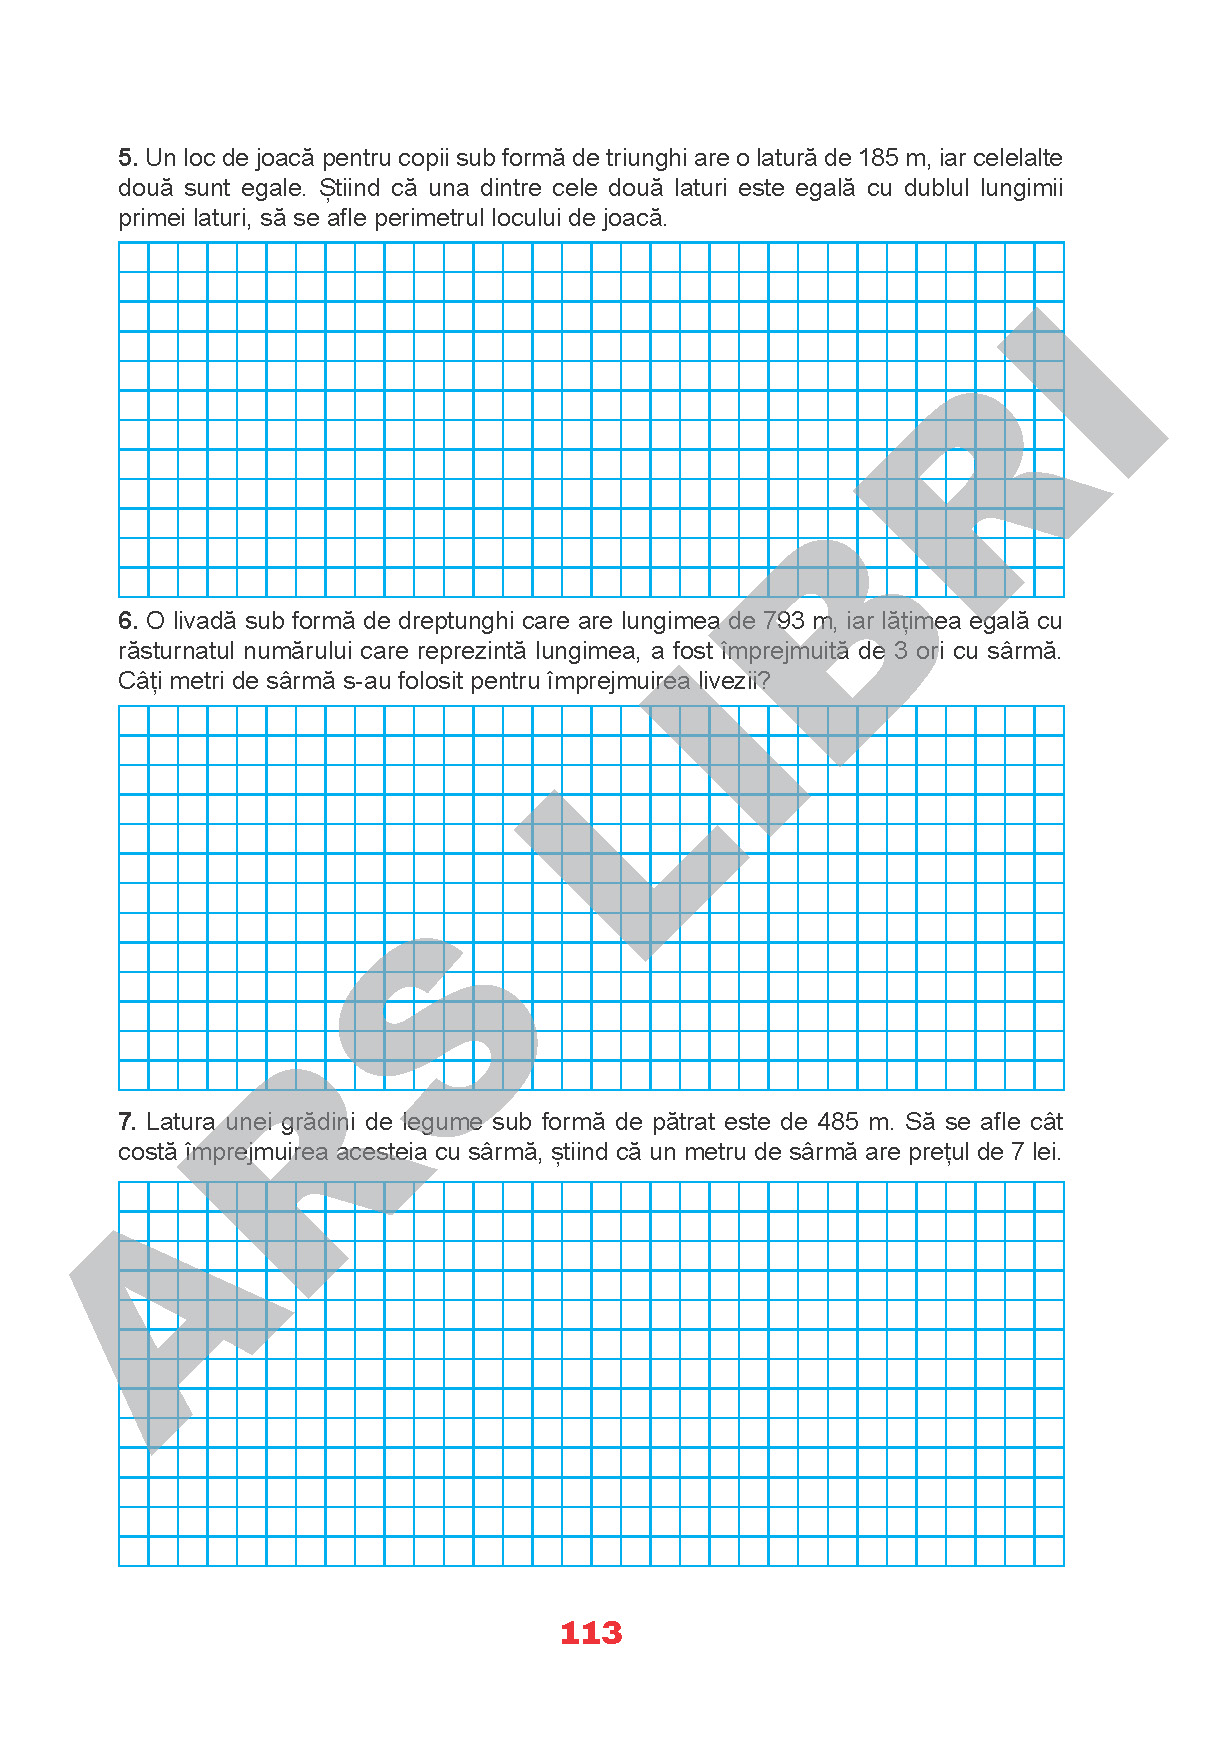 5. Un loc de joacă pentru copii sub formă de triunghi are o latură de 185 m, iar celelalte
două sunt egale. Știind că una dintre cele două laturi este egală cu dublul lungimii
primei laturi, să se afle perimetrul locului de joacă.
6. O livadă sub formă de dreptunghi care are lungimea de 793 m, iar lățimea egală cu
răsturnatul numărului care reprezintă lungimea, a fost împrejmuită de 3 ori cu sârmă.
Câți metri de sârmă s-au folosit pentru împrejmuirea livezii?
7. Latura unei grădini de legume sub formă de pătrat este de 485 m. Să se afle cât
costă împrejmuirea acesteia cu sârmă, știind că un metru de sârmă are prețul de 7 lei.
ARS LIBRI
113